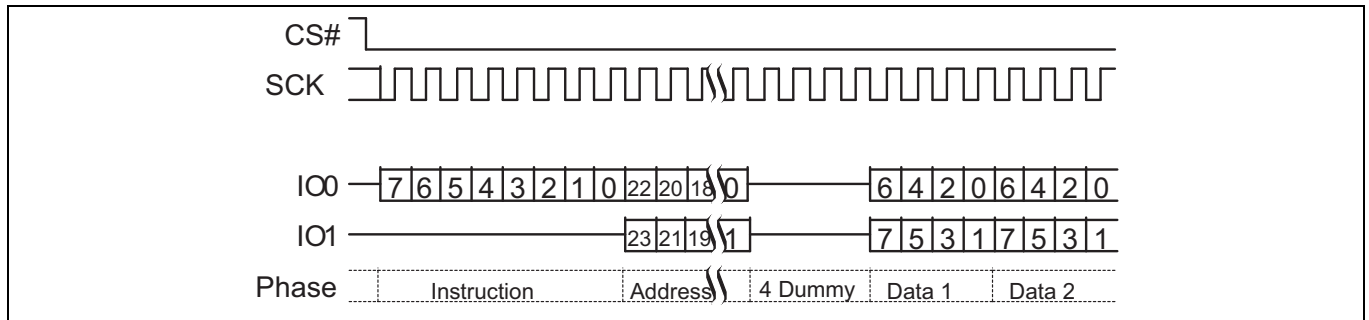 CS#
SCK
IO0 7 6 5 4 3 2 1 0 22 20 18 0 6 4 2 0 6 4 2 0
IO1 23 21 19 1 7 5 3 1 7 5 3 1
Phase Instruction Address 4 Dummy Data 1 Data 2